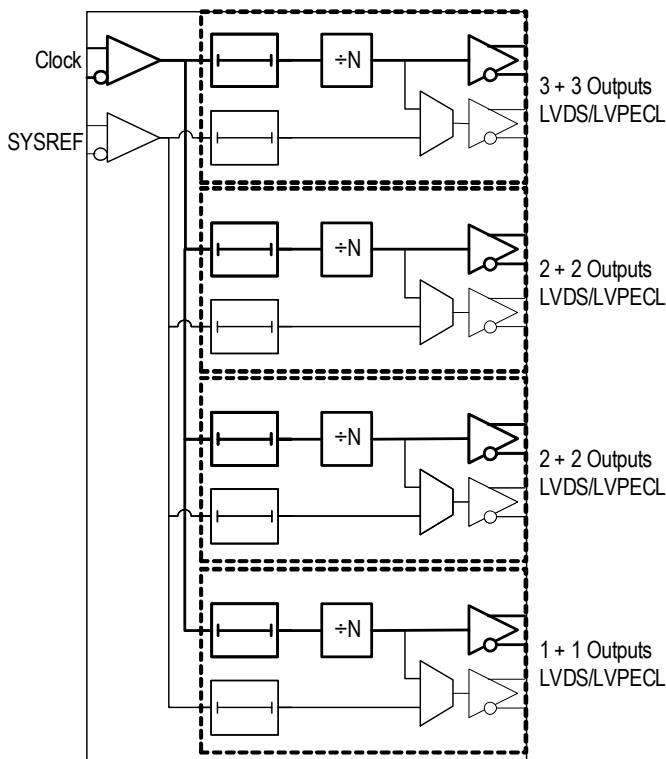 Clock
÷N
3 + 3 Outputs
LVDS/LVPECL
SYSREF
÷N
2 + 2 Outputs
LVDS/LVPECL
÷N
2 + 2 Outputs
LVDS/LVPECL
÷N
1 + 1 Outputs
LVDS/LVPECL